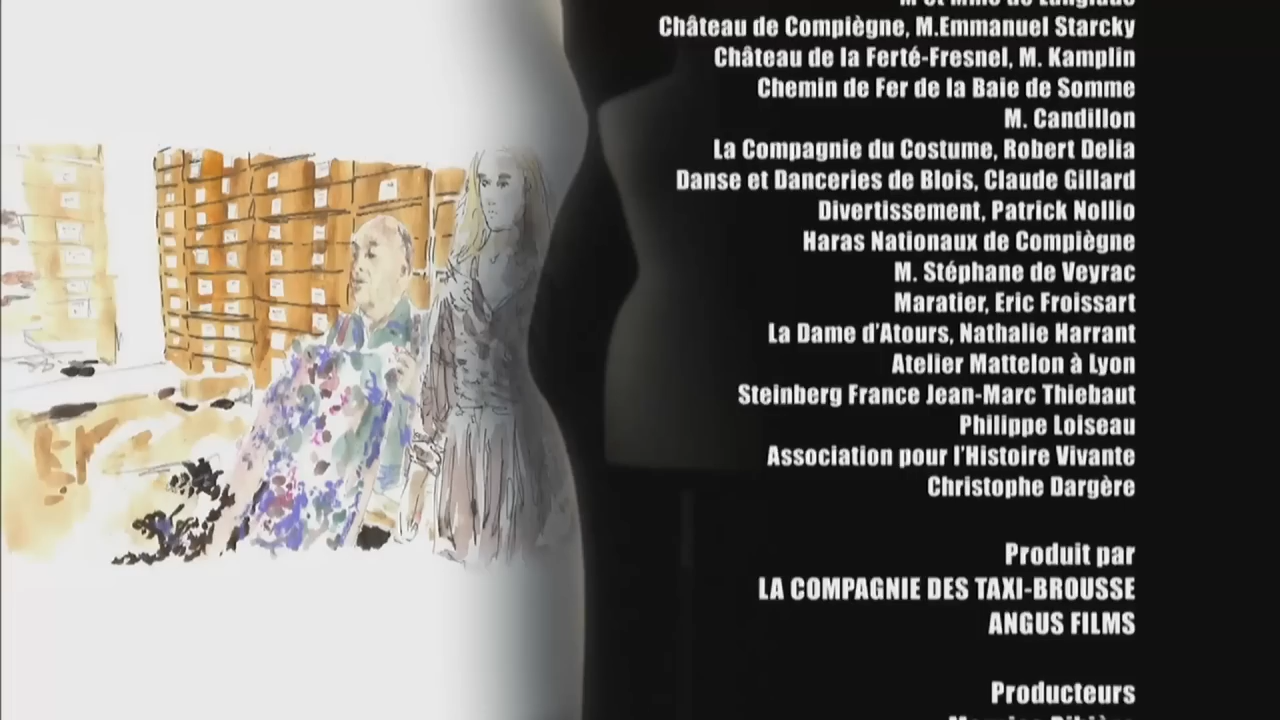 Château de Compiègne, M.Emmanuel Starcky
Château de la Ferté-Fresnel, M. Kamplin
Chemin de Fer de la Baie de Somme
M. Candillon
La Compagnie du Costume, Robert Delia
Danse et Danceries de Blois, Claude Gillard
Divertissement, Patrick Nollio
Haras Nationaux de Compiègne
M. Stéphane de Veyrac
Maratier, Eric Froissart
La Dame d'Atours, Nathalie Harrant
Atelier Mattelon à Lyon
Steinberg France Jean-Marc Thiebaut
Philippe Loiseau
Association pour l'Histoire Vivante
Christophe Dargère
Produit par
LA COMPAGNIE DES TAXI-BROUSSE
ANGUS FILMS
Producteurs